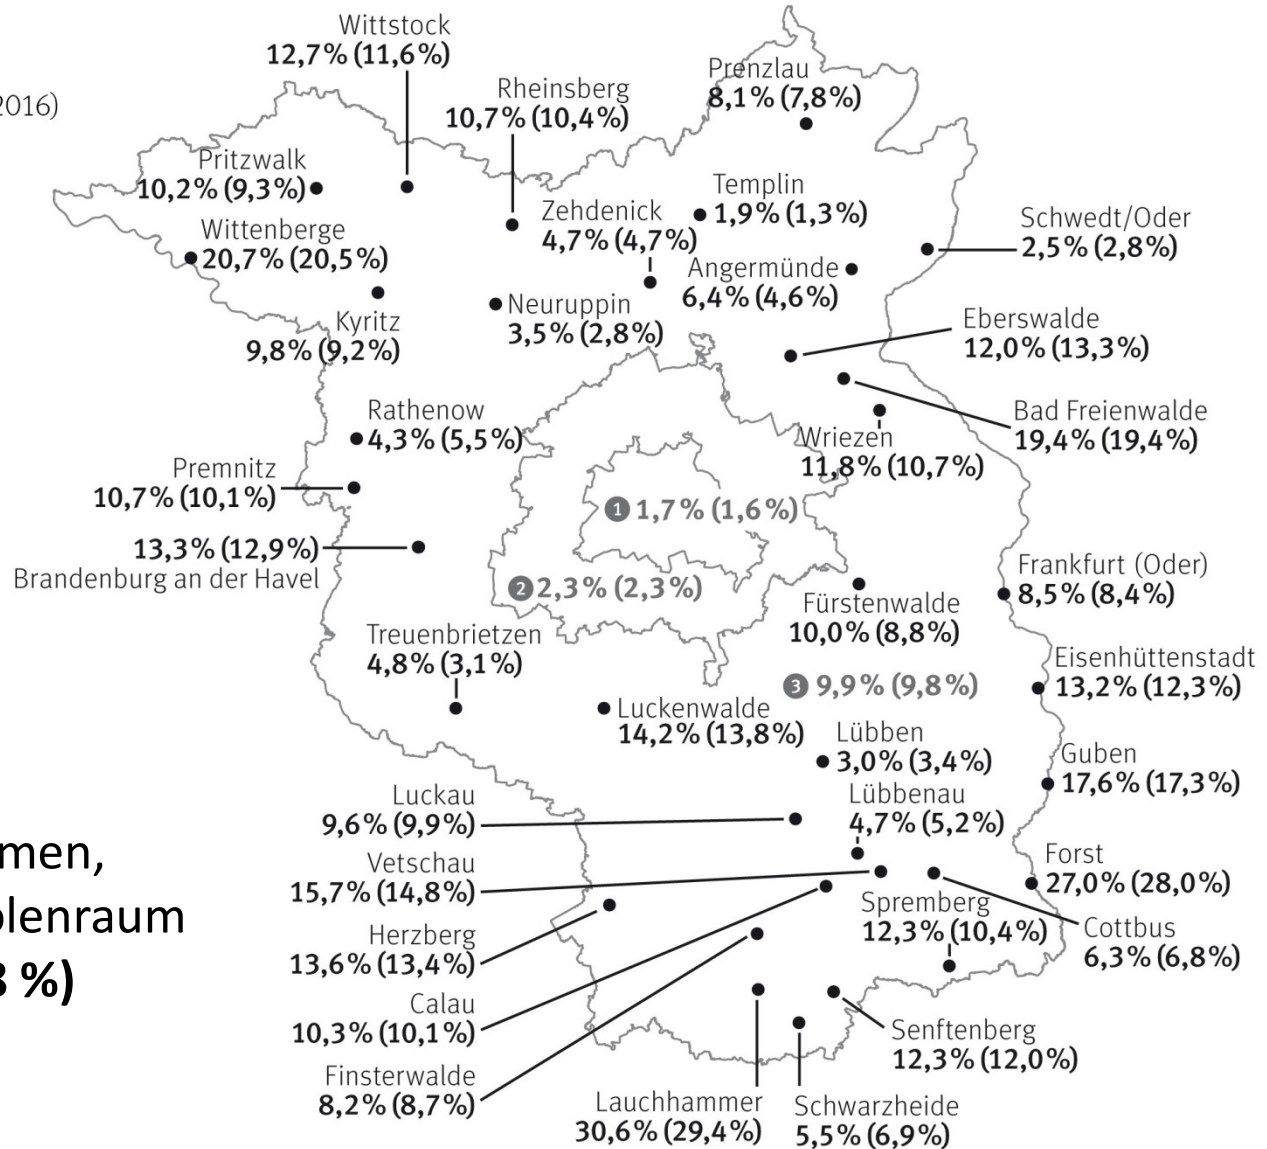 2016)
Wittstock
12,7% (11,6%)
Prenzlau
8,1% (7,8%)
Rheinsberg
10,7% (10,4%)
Pritzwalk
10,2% (9,3%)
Templin
1,9% (1,3%)
Zehdenick
4,7% (4,7%)
Schwedt/Oder
2,5% (2,8%)
Wittenberge
20,7% (20,5%)
Angermünde
6,4% (4,6%)
Neuruppin
3,5% (2,8%)
Kyritz
9,8% (9,2%)
Eberswalde
12,0% (13,3%)
Rathenow
4,3% (5,5%)
Bad Freienwalde
19,4% (19,4%)
Wriezen
11,8% (10,7%)
Premnitz
10,7% (10,1%)
1 1,7% (1,6%)
13,3% (12,9%)
Brandenburg an der Havel
2 2,3% (2,3%)
Frankfurt (Oder)
8,5% (8,4%)
Fürstenwalde
10,0% (8,8%)
Treuenbrietzen
4,8% (3,1%)
Eisenhüttenstadt
13,2% (12,3%)
3 9,9% (9,8%)
Luckenwalde
14,2% (13,8%)
Lübben
3,0% (3,4%)
Guben
17,6% (17,3%)
Luckau
9,6% (9,9%)
Lübbenau
4,7% (5,2%)
Vetschau
15,7% (14,8%)
Forst
27,0% (28,0%)
Spremberg
12,3% (10,4%)
Cottbus
6,3% (6,8%)
Herzberg
13,6% (13,4%)
Calau
10,3% (10,1%)
Senftenberg
12,3% (12,0%)
Finsterwalde
8,2% (8,7%)
Lauchhammer
30,6% (29,4%)
Schwarzheide
5,5% (6,9%)
men,
olenraum
%)